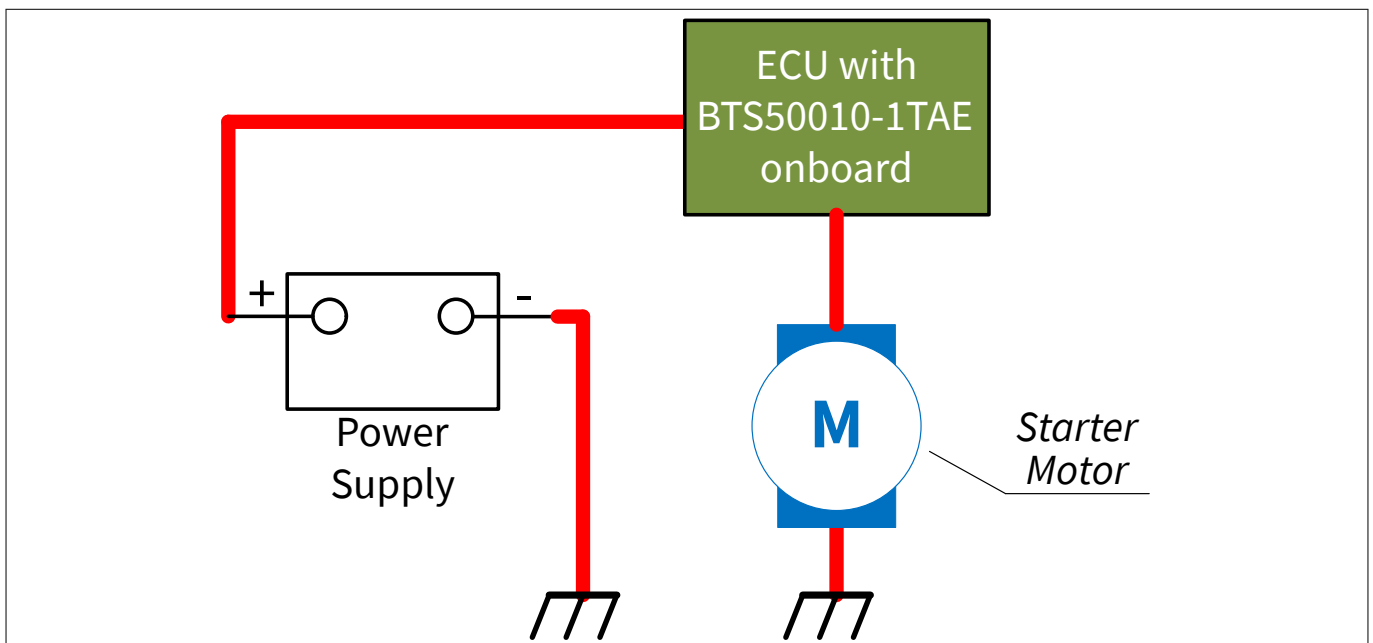 ECU with
BTS50010-1TAE
onboard
+
-
Power
Supply
M
Starter
Motor